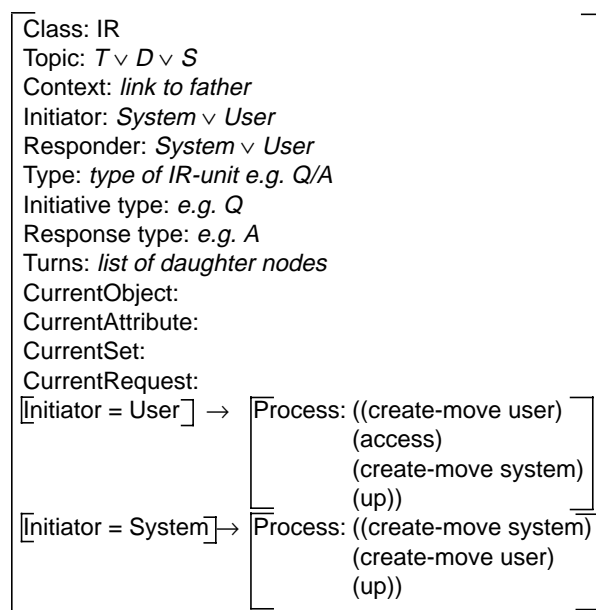 Class: IR
Topic: T ∨ D ∨ S
Context: link to father
Initiator: System ∨ User
Responder: System ∨ User
Type: type of IR-unit e.g. Q/A
Initiative type: e.g. Q
Response type: e.g. A
Turns: list of daughter nodes
CurrentObject:
CurrentAttribute:
CurrentSet:
CurrentRequest:
[Initiator = User] → [Process: ((create-move user)
(access)
(create-move system)
(up))]
[Initiator = System] → [Process: ((create-move system)
(create-move user)
(up))